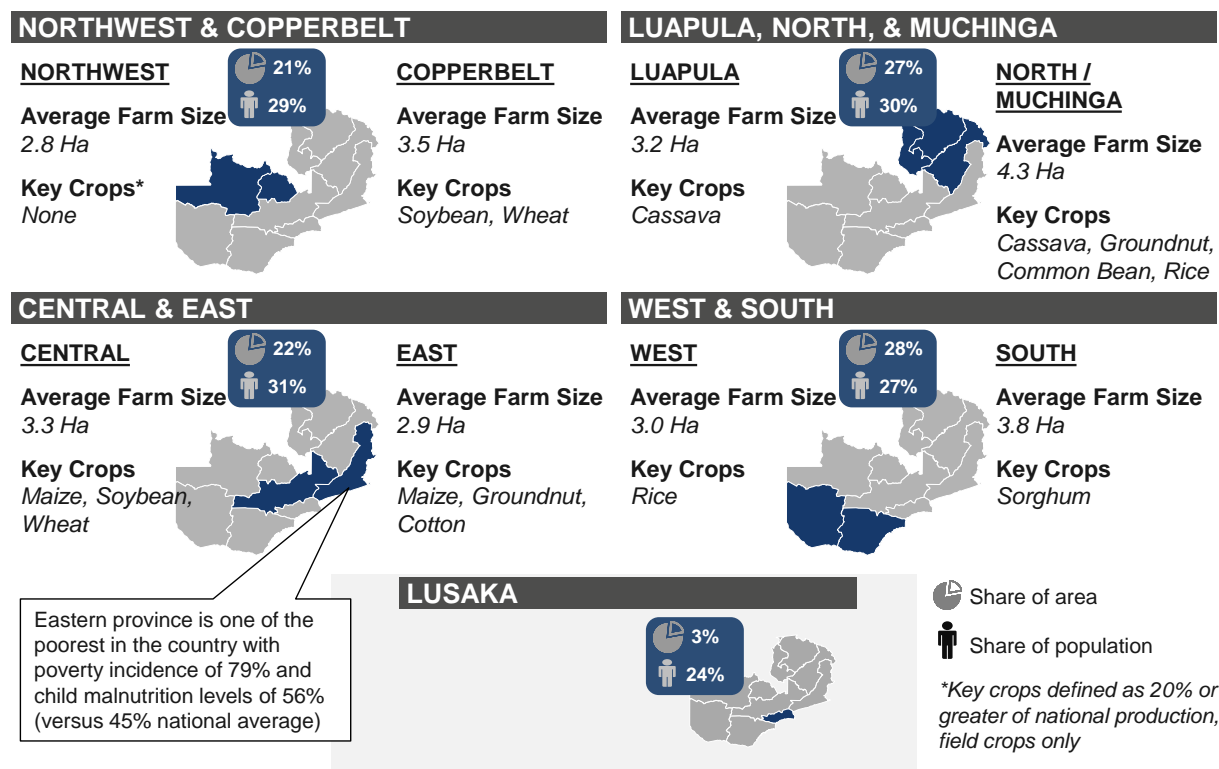 NORTHWEST & COPPERBELT
NORTHWEST
Average Farm Size
2.8 Ha
Key Crops*
None
21%
29%
COPPERBELT
Average Farm Size
3.5 Ha
Key Crops
Soybean, Wheat
LUAPULA, NORTH, & MUCHINGA
LUAPULA
Average Farm Size
3.2 Ha
Key Crops
Cassava
27%
30%
NORTH /
MUCHINGA
Average Farm Size
4.3 Ha
Key Crops
Cassava, Groundnut,
Common Bean, Rice
CENTRAL & EAST
CENTRAL
Average Farm Size
3.3 Ha
Key Crops
Maize, Soybean,
Wheat
22%
31%
EAST
Average Farm Size
2.9 Ha
Key Crops
Maize, Groundnut,
Cotton
Eastern province is one of the
poorest in the country with
poverty incidence of 79% and
child malnutrition levels of 56%
(versus 45% national average)
WEST & SOUTH
WEST
Average Farm Size
3.0 Ha
Key Crops
Rice
28%
27%
SOUTH
Average Farm Size
3.8 Ha
Key Crops
Sorghum
LUSAKA
3%
24%
Share of area
Share of population
*Key crops defined as 20% or
greater of national production,
field crops only